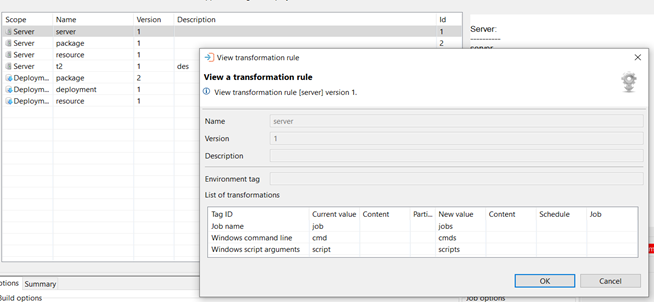 Scope Name Version Description Id
Server server 1 1
Server package 1 2
Server resource 1
Server t2 1 des
Deploym... package 2
Deploym... deployment 1
Deploym... resource 1
Server:
----------
View transformation rule
View a transformation rule
View transformation rule [server] version 1.
Name server
Version 1
Description
Environment tag
List of transformations
Tag ID Current value Content Parti... New value Content Schedule Job
Job name job jobs
Windows command line cmd cmds
Windows script arguments script scripts
OK Cancel
ptions Summary
Build options Job options